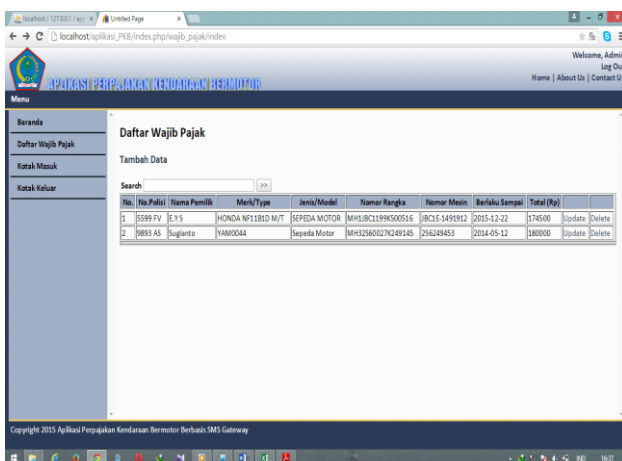 localhost / 127.0.0.1 / apl
Untitled Page
localhost/aplikasi_PKB/index.php/wajib_pajak/index
Welcome, Admi
Log Ou
APLIKASI PERPAJAKAN KENDARAAN BERMOTOR
Home | About Us | Contact U
Menu
Beranda
Daftar Wajib Pajak
Kotak Masuk
Kotak Keluar
Daftar Wajib Pajak
Tambah Data
Search >>
No. No.Polisi Nama Pemilik Merk/Type Jenis/Model Nomor Rangka Nomor Mesin Berlaku Sampai Total (Rp)
1 5599 FV E.Y S HONDA NF11B1D M/T SEPEDA MOTOR MH1JBC1199K500516 JBC1E-1491912 2015-12-22 174500 Update Delete
2 9893 AS Sugianto YAM0044 Sepeda Motor MH32S60027K249145 256249453 2014-05-12 180000 Update Delete
Copyright 2015 Aplikasi Perpajakan Kendaraan Bermotor Berbasis SMS Gateway
IND 16:37